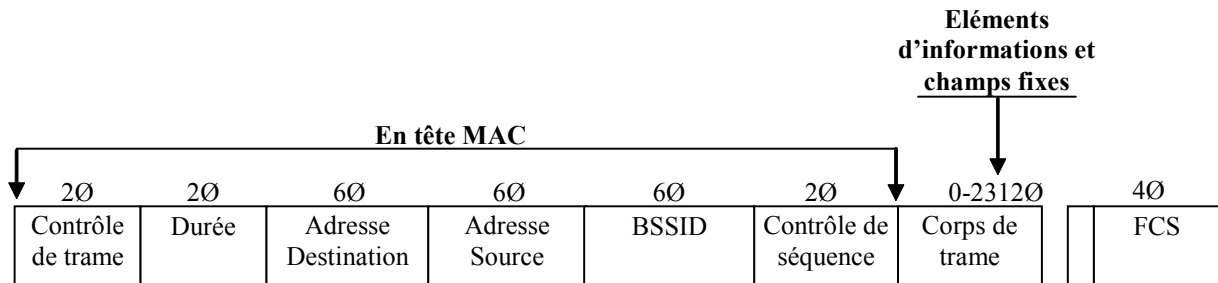 Eléments
d’informations et
champs fixes
En tête MAC
2Ø 2Ø 6Ø 6Ø 6Ø 2Ø 0-2312Ø 4Ø
Contrôle Durée Adresse Adresse BSSID Contrôle de Corps de FCS
de trame Destination Source séquence trame